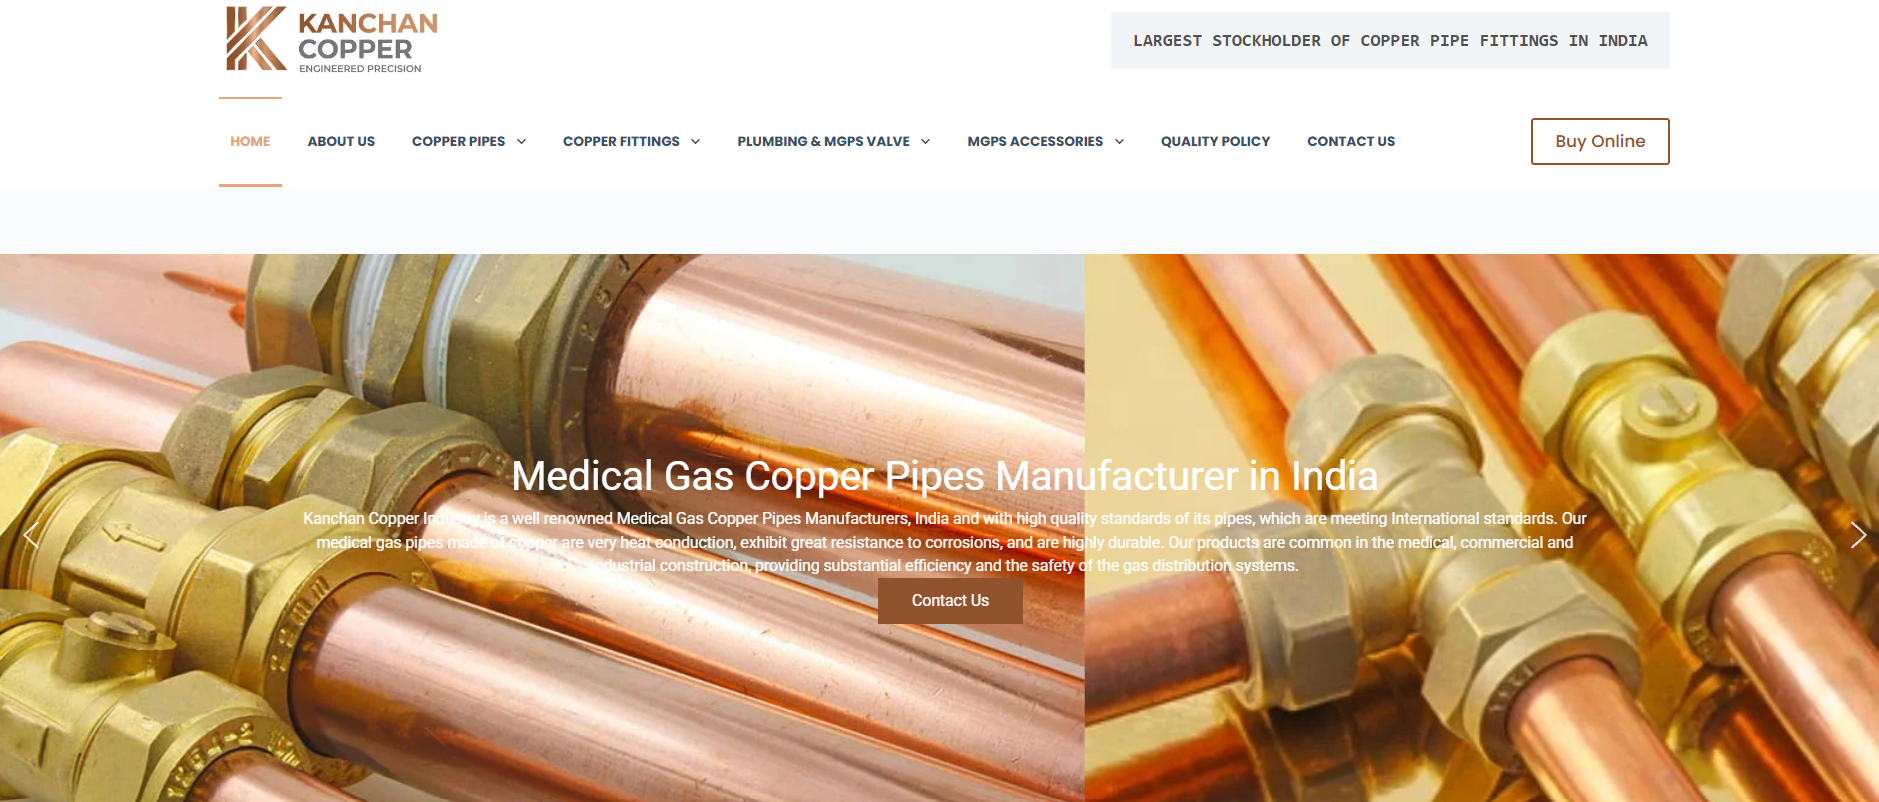 KANCHAN
COPPER
ENGINEERED PRECISION
LARGEST STOCKHOLDER OF COPPER PIPE FITTINGS IN INDIA
HOME ABOUT US COPPER PIPES COPPER FITTINGS PLUMBING & MGPS VALVE MGPS ACCESSORIES QUALITY POLICY CONTACT US Buy Online
Medical Gas Copper Pipes Manufacturer in India
Kanchan Copper Industry is a well renowned Medical Gas Copper Pipes Manufacturers, India and with high quality standards of its pipes, which are meeting International standards. Our
medical gas pipes made of copper are very heat conduction, exhibit great resistance to corrosions, and are highly durable. Our products are common in the medical, commercial and
industrial construction, providing substantial efficiency and the safety of the gas distribution systems.
Contact Us